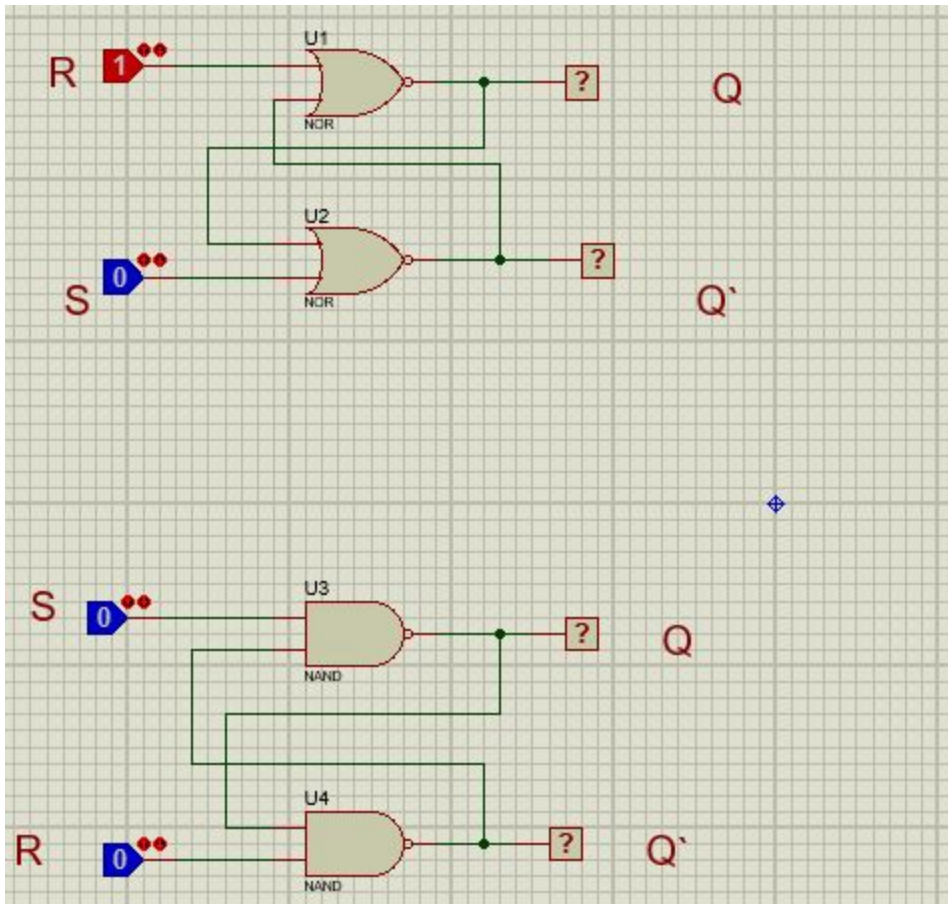 U1
R 1 ? Q
NOR
U2
S 0 ? Q`
NOR
U3
S 0 ? Q
NAND
U4
R 0 ? Q`
NAND